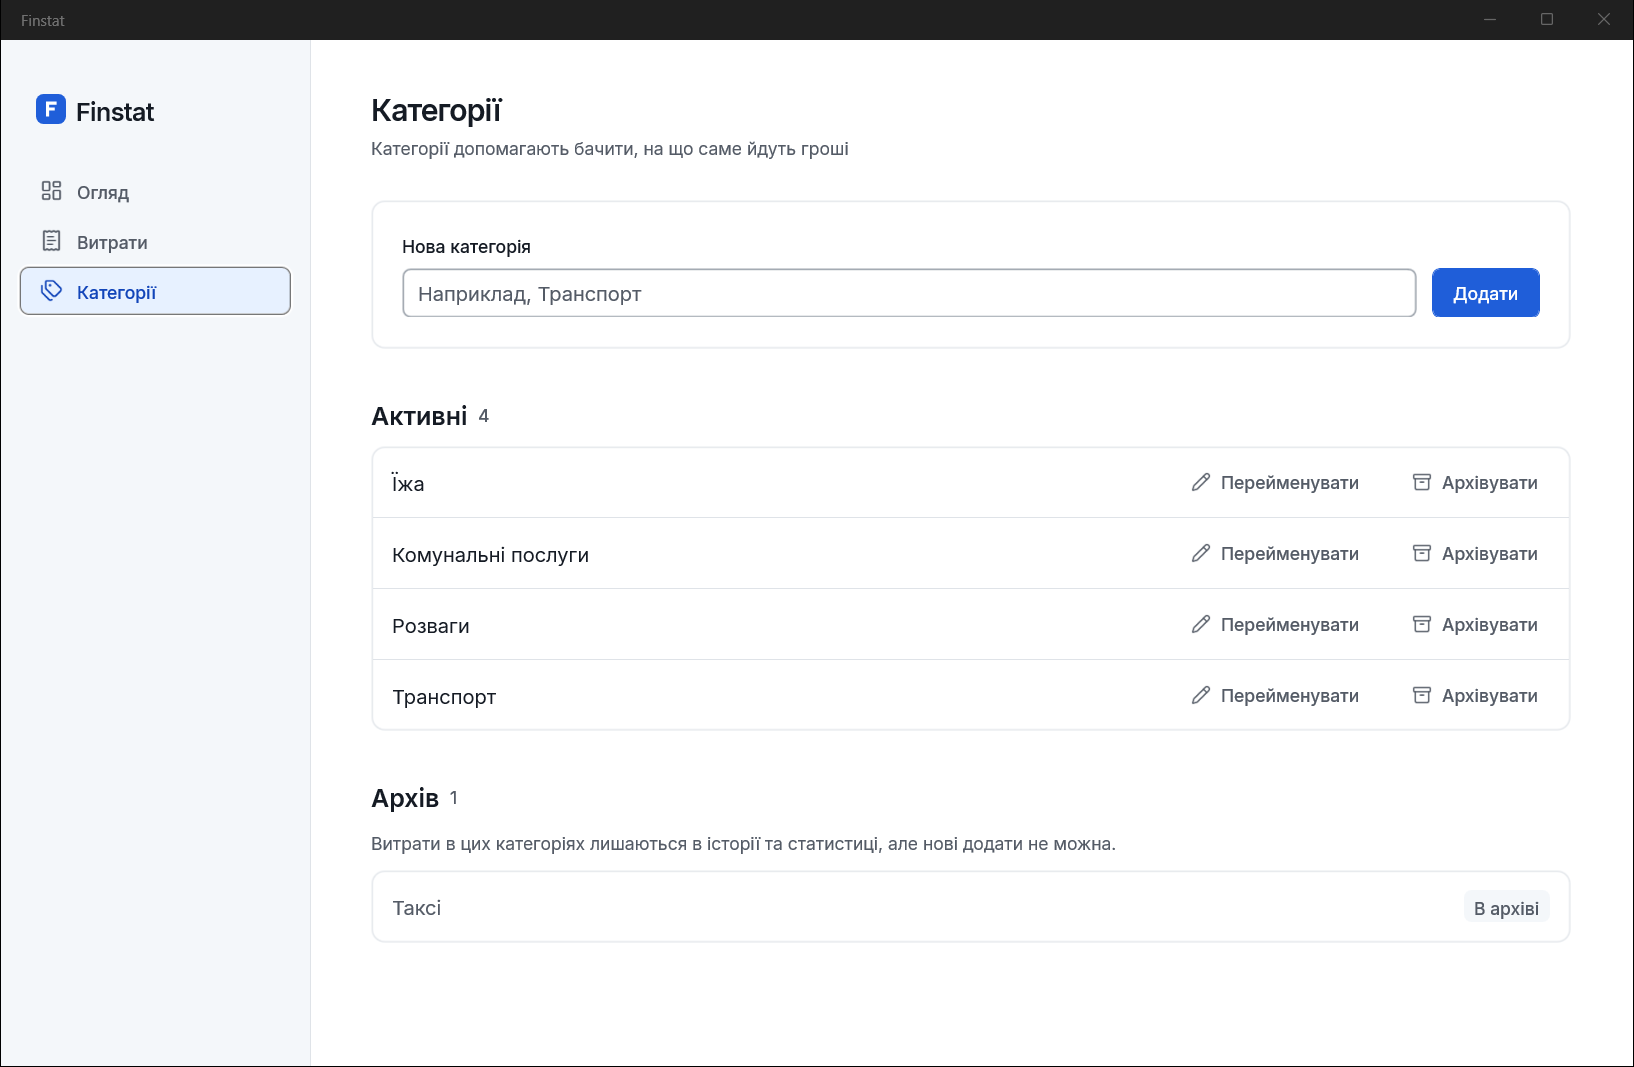 Finstat
F Finstat
Огляд
Витрати
Категорії
Категорії
Категорії допомагають бачити, на що саме йдуть гроші
Нова категорія
Наприклад, Транспорт
Додати
Активні 4
Їжа Перейменувати Архівувати
Комунальні послуги Перейменувати Архівувати
Розваги Перейменувати Архівувати
Транспорт Перейменувати Архівувати
Архів 1
Витрати в цих категоріях лишаються в історії та статистиці, але нові додати не можна.
Таксі В архіві